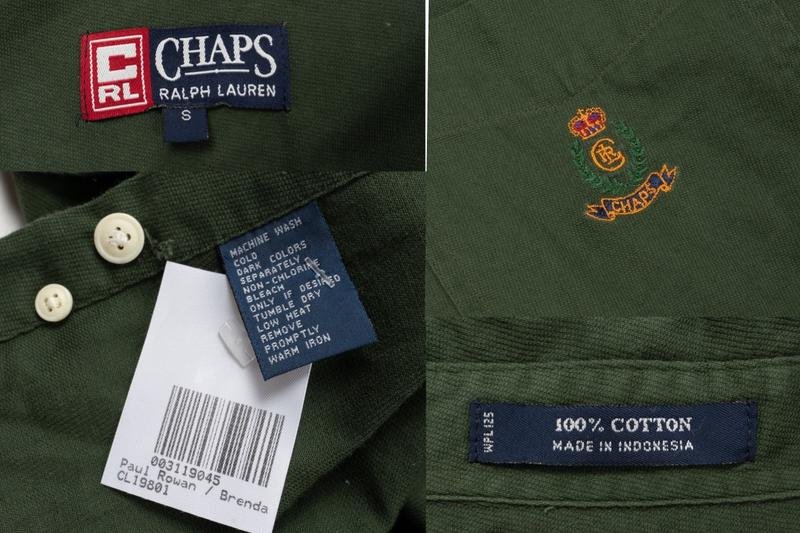 C
RL
CHAPS
RALPH LAUREN
S
CRL
CHAPS
MACHINE WASH
COLD
DARK COLORS
SEPARATELY
NON-CHLORINE
BLEACH
ONLY IF DESIRED
TUMBLE DRY
LOW HEAT
REMOVE
PROMPTLY
WARM IRON
003119045
Paul Rowan / Brenda
CL19801
WPL125
100% COTTON
MADE IN INDONESIA